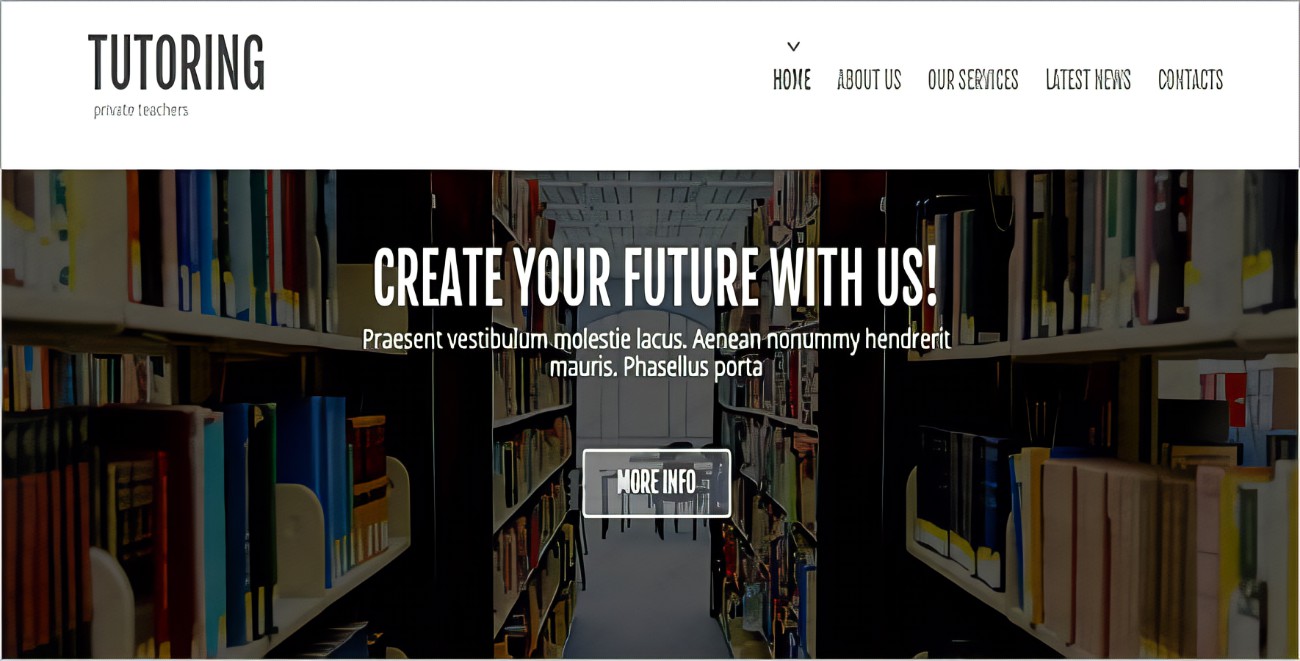 TUTORING
private teachers
HOME ABOUT US OUR SERVICES LATEST NEWS CONTACTS
CREATE YOUR FUTURE WITH US!
Praesent vestibulum molestie lacus. Aenean nonummy hendrerit
mauris. Phasellus porta
MORE INFO